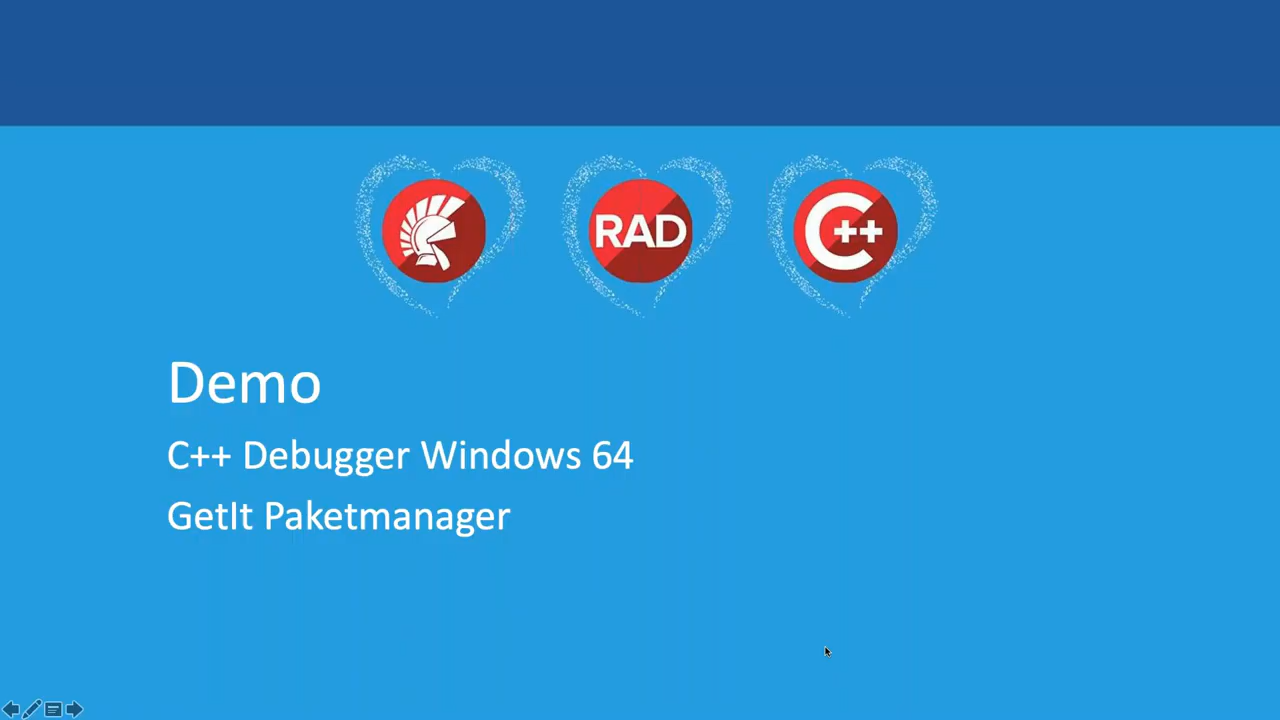 RAD
C++
Demo
C++ Debugger Windows 64
GetIt Paketmanager